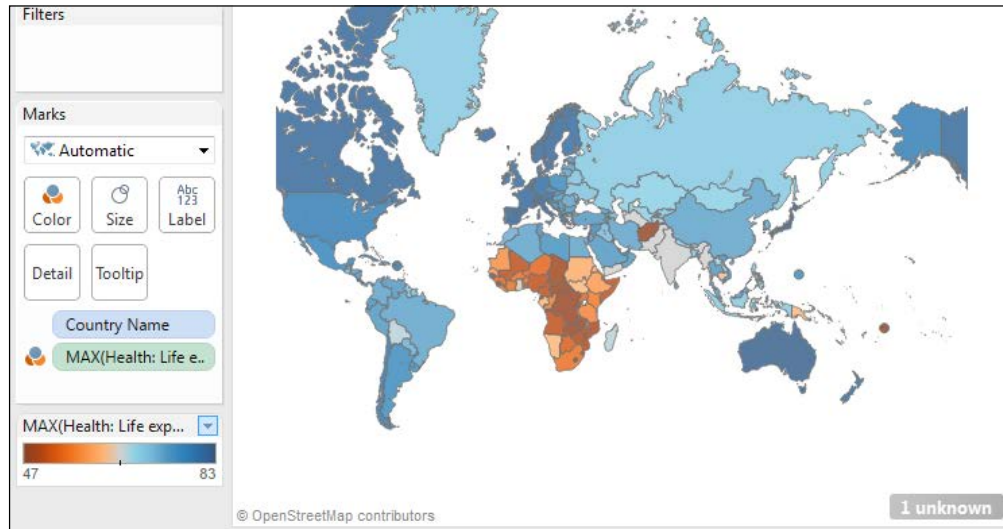 Filters
Marks
Automatic
Color
Size
Abc
123
Label
Detail
Tooltip
Country Name
MAX(Health: Life e..
MAX(Health: Life exp...
47
83
© OpenStreetMap contributors
1 unknown